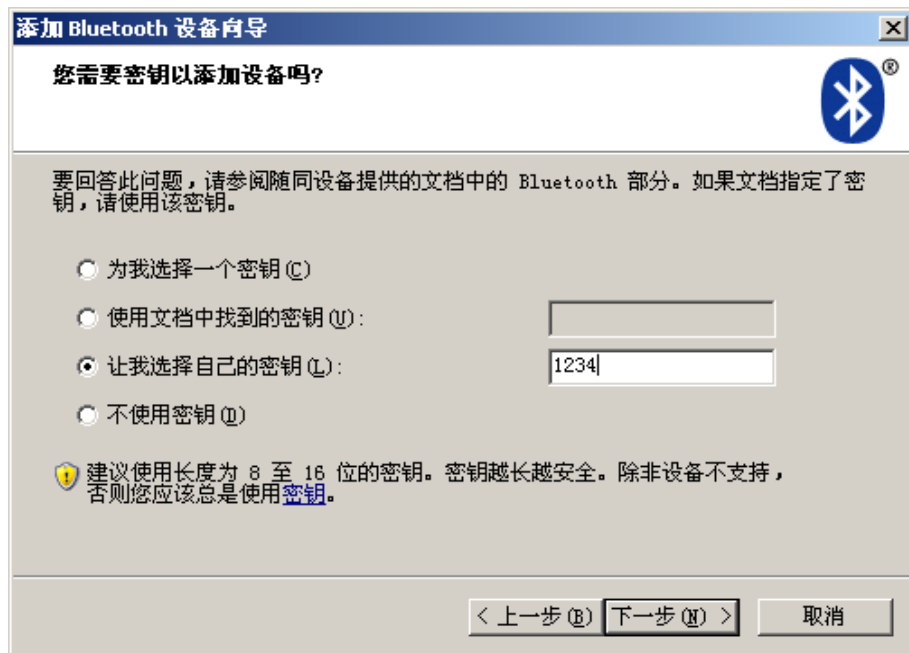 添加 Bluetooth 设备向导
您需要密钥以添加设备吗?
®
要回答此问题，请参阅随同设备提供的文档中的 Bluetooth 部分。如果文档指定了密
钥，请使用该密钥。
为我选择一个密钥(C)
使用文档中找到的密钥(U):
让我选择自己的密钥(L): 1234
不使用密钥(D)
建议使用长度为 8 至 16 位的密钥。密钥越长越安全。除非设备不支持，
否则您应该总是使用密钥。
< 上一步(B) 下一步(N) > 取消